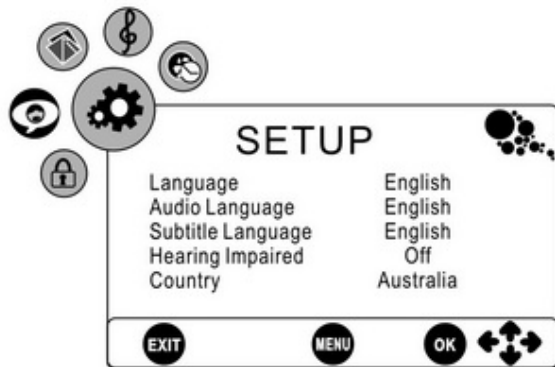 SETUP
Language English
Audio Language English
Subtitle Language English
Hearing Impaired Off
Country Australia
EXIT MENU OK